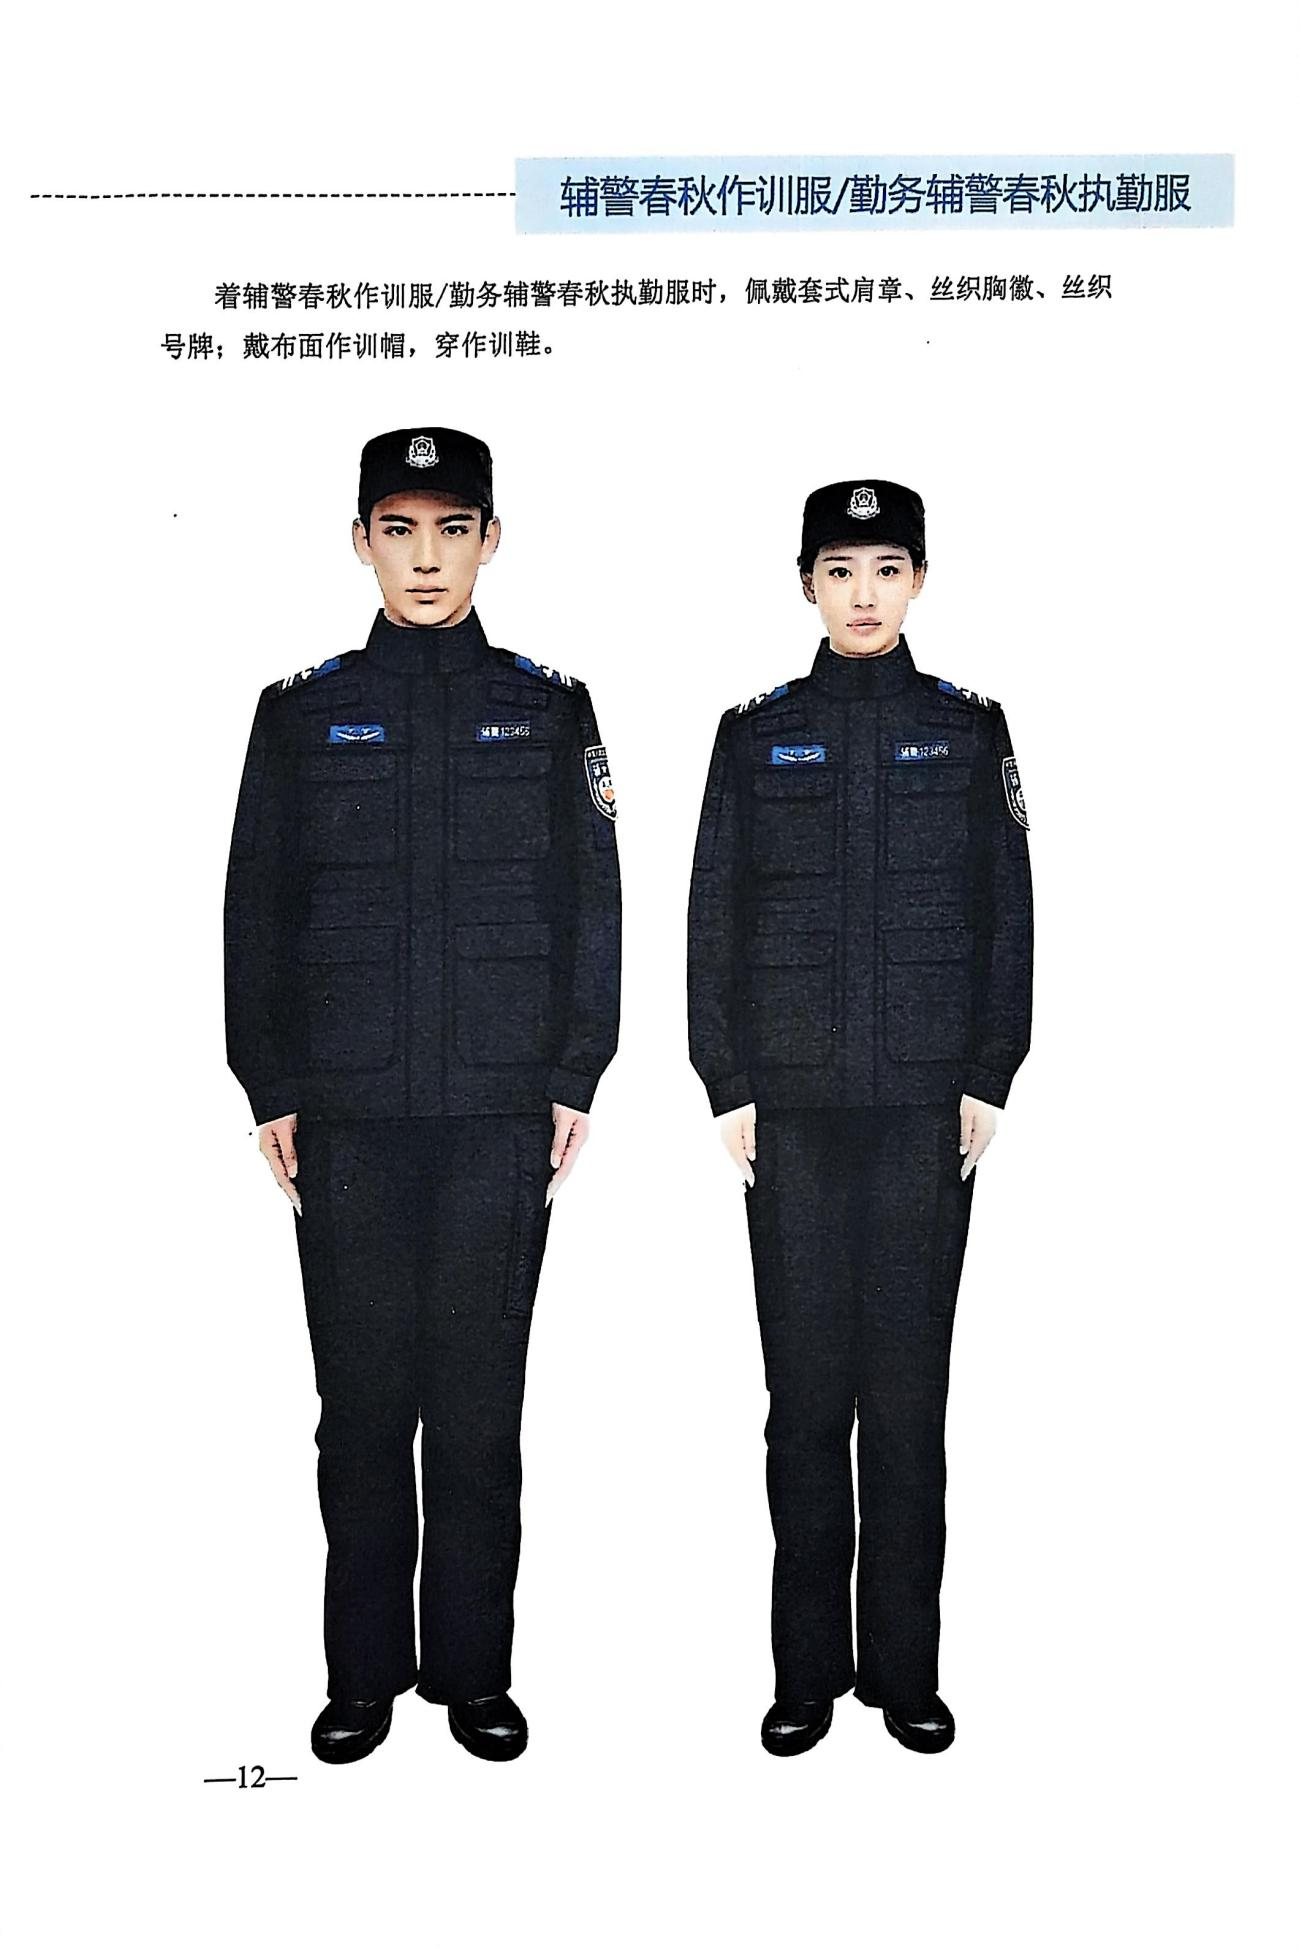 辅警春秋作训服/勤务辅警春秋执勤服
着辅警春秋作训服/勤务辅警春秋执勤服时，佩戴套式肩章、丝织胸徽、丝织
号牌；戴布面作训帽，穿作训鞋。
辅警123456
辅警123456
—12—